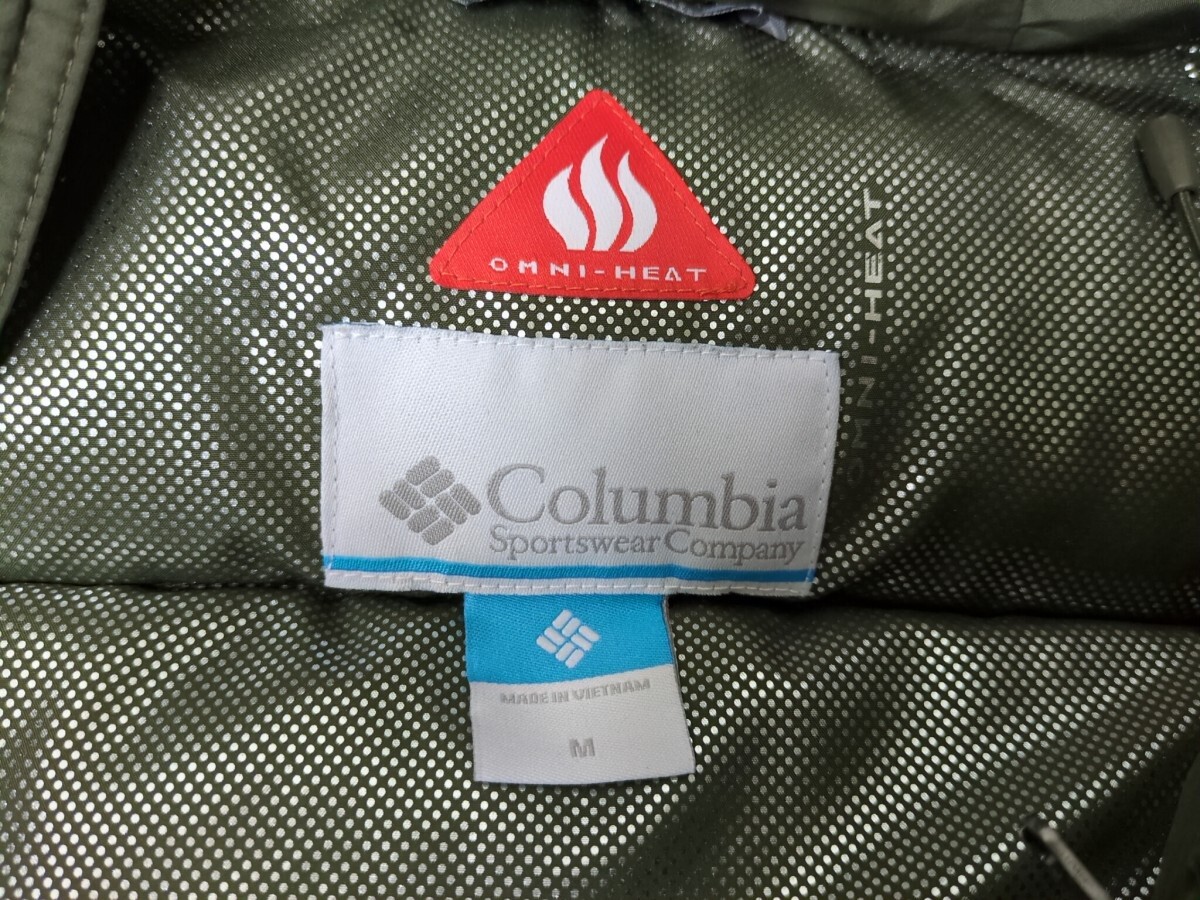 OMNI-HEAT
OMNI-HEAT
Columbia
Sportswear Company
MADE IN VIETNAM
M